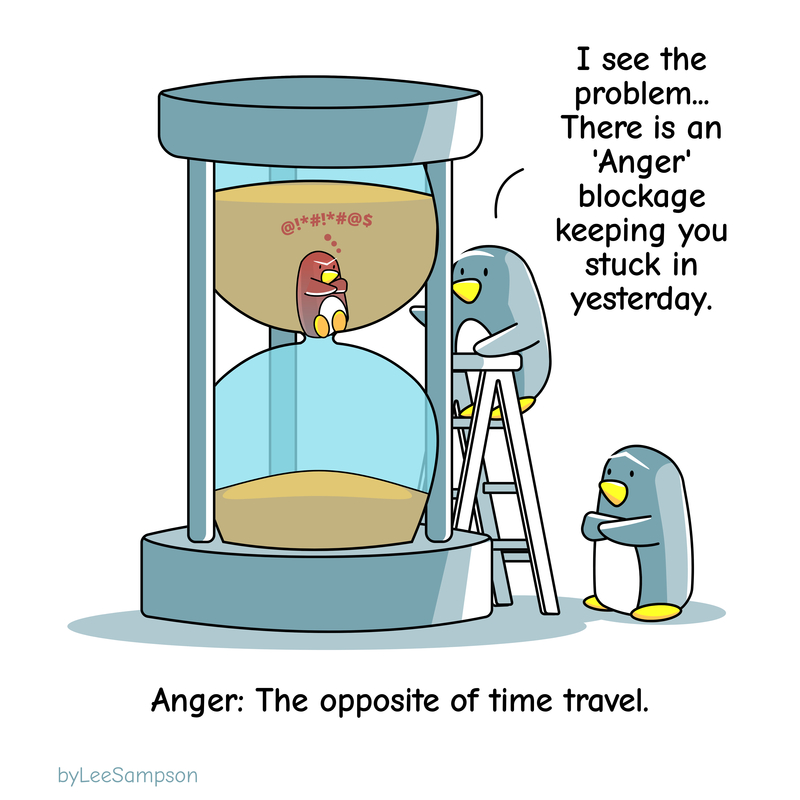 I see the
problem...
There is an
'Anger'
blockage
keeping you
stuck in
yesterday.
@!*#!*#@$
Anger: The opposite of time travel.
byLeeSampson